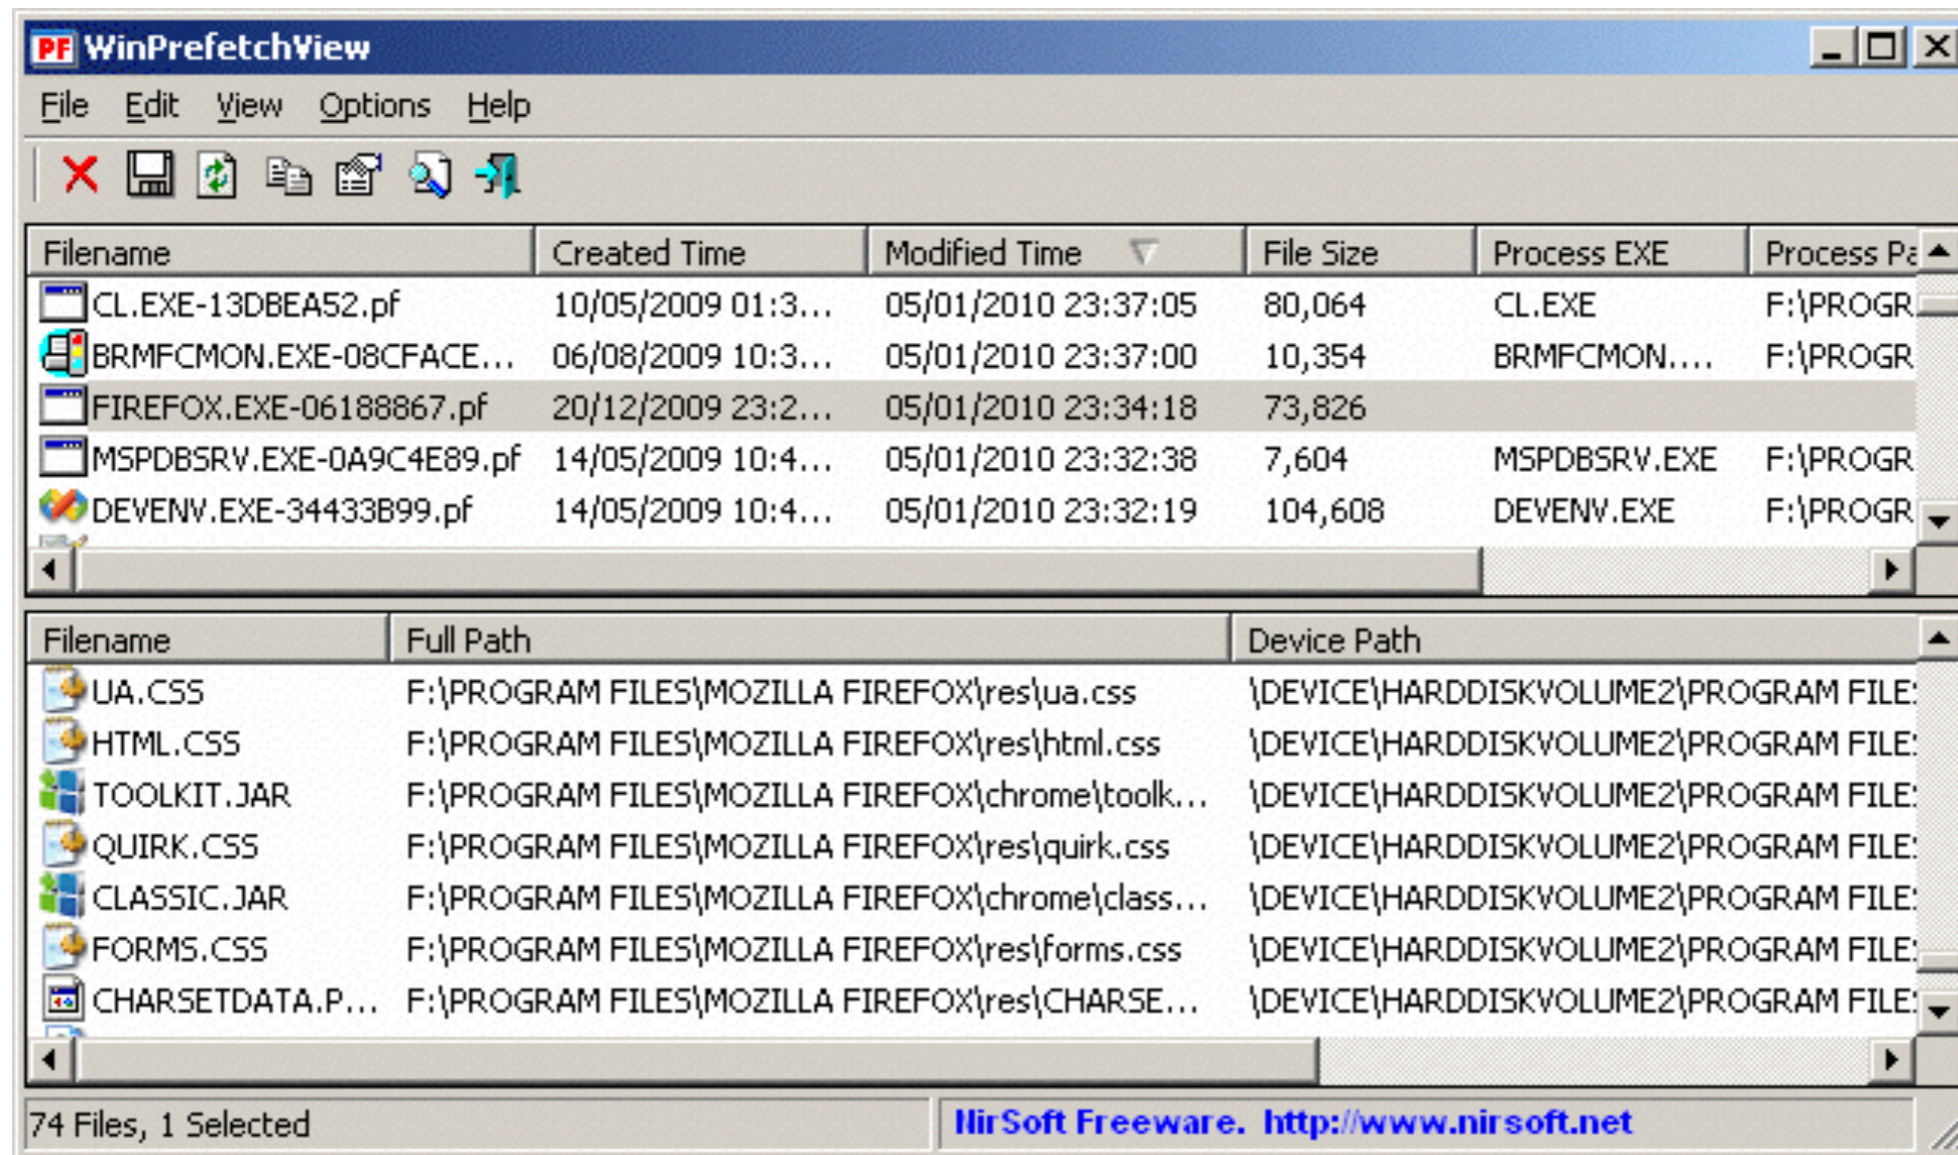 PF WinPrefetchView
File Edit View Options Help
Filename Created Time Modified Time File Size Process EXE Process Pa
CL.EXE-13DBEA52.pf 10/05/2009 01:3... 05/01/2010 23:37:05 80,064 CL.EXE F:\PROGR
BRMFCMON.EXE-08CFACE... 06/08/2009 10:3... 05/01/2010 23:37:00 10,354 BRMFCMON.... F:\PROGR
FIREFOX.EXE-06188867.pf 20/12/2009 23:2... 05/01/2010 23:34:18 73,826
MSPDBSRV.EXE-0A9C4E89.pf 14/05/2009 10:4... 05/01/2010 23:32:38 7,604 MSPDBSRV.EXE F:\PROGR
DEVENV.EXE-34433B99.pf 14/05/2009 10:4... 05/01/2010 23:32:19 104,608 DEVENV.EXE F:\PROGR
Filename Full Path Device Path
UA.CSS F:\PROGRAM FILES\MOZILLA FIREFOX\res\ua.css \DEVICE\HARDDISKVOLUME2\PROGRAM FILES
HTML.CSS F:\PROGRAM FILES\MOZILLA FIREFOX\res\html.css \DEVICE\HARDDISKVOLUME2\PROGRAM FILES
TOOLKIT.JAR F:\PROGRAM FILES\MOZILLA FIREFOX\chrome\toolk... \DEVICE\HARDDISKVOLUME2\PROGRAM FILES
QUIRK.CSS F:\PROGRAM FILES\MOZILLA FIREFOX\res\quirk.css \DEVICE\HARDDISKVOLUME2\PROGRAM FILES
CLASSIC.JAR F:\PROGRAM FILES\MOZILLA FIREFOX\chrome\class... \DEVICE\HARDDISKVOLUME2\PROGRAM FILES
FORMS.CSS F:\PROGRAM FILES\MOZILLA FIREFOX\res\forms.css \DEVICE\HARDDISKVOLUME2\PROGRAM FILES
CHARSETDATA.P... F:\PROGRAM FILES\MOZILLA FIREFOX\res\CHARSE... \DEVICE\HARDDISKVOLUME2\PROGRAM FILES
74 Files, 1 Selected NirSoft Freeware. http://www.nirsoft.net